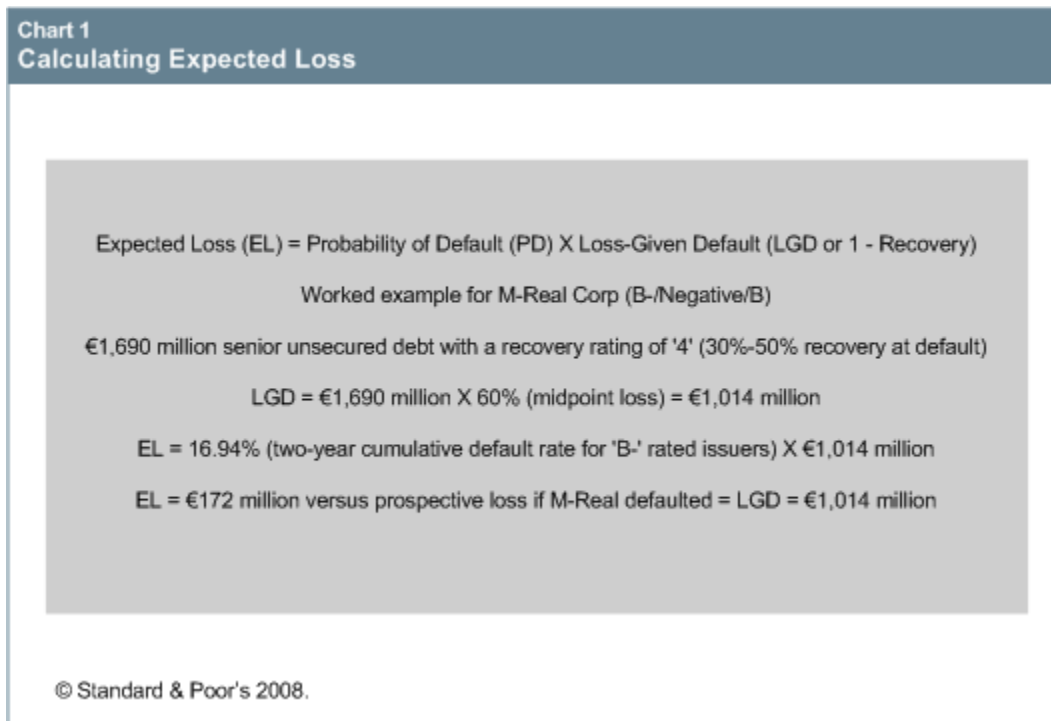 Chart 1
Calculating Expected Loss
Expected Loss (EL) = Probability of Default (PD) X Loss-Given Default (LGD or 1 - Recovery)
Worked example for M-Real Corp (B-/Negative/B)
€1,690 million senior unsecured debt with a recovery rating of '4' (30%-50% recovery at default)
LGD = €1,690 million X 60% (midpoint loss) = €1,014 million
EL = 16.94% (two-year cumulative default rate for 'B-' rated issuers) X €1,014 million
EL = €172 million versus prospective loss if M-Real defaulted = LGD = €1,014 million
© Standard & Poor's 2008.